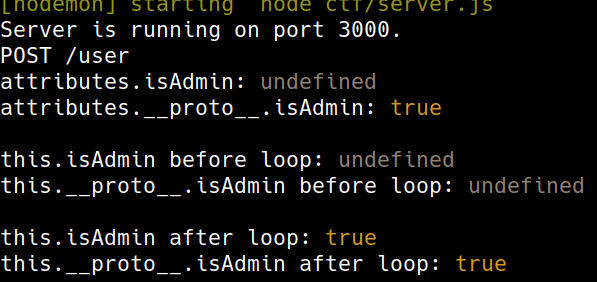 [nodemon] starting `node ctf/server.js`
Server is running on port 3000.
POST /user
attributes.isAdmin: undefined
attributes.__proto__.isAdmin: true
this.isAdmin before loop: undefined
this.__proto__.isAdmin before loop: undefined
this.isAdmin after loop: true
this.__proto__.isAdmin after loop: true